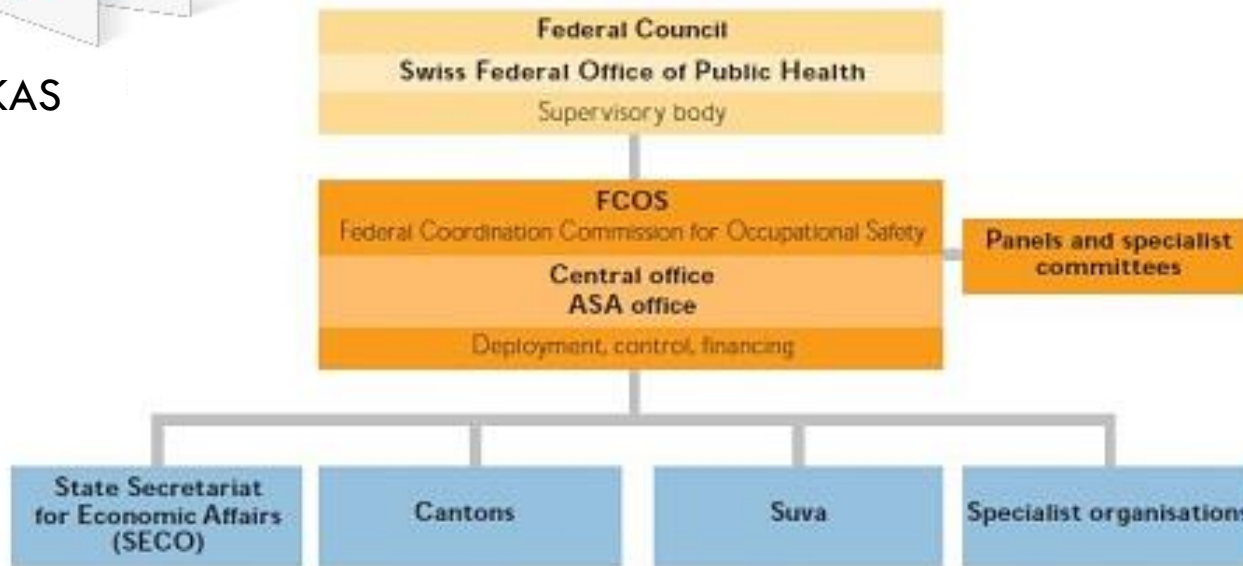 KAS
Federal Council
Swiss Federal Office of Public Health
Supervisory body
FCOS
Federal Coordination Commission for Occupational Safety
Central office
ASA office
Deployment, control, financing
Panels and specialist
committees
State Secretariat
for Economic Affairs
(SECO)
Cantons
Suva
Specialist organisations